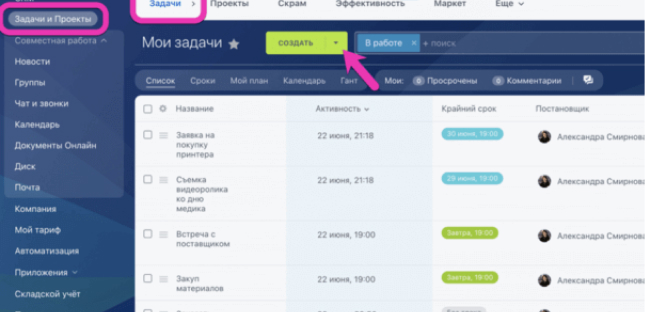 Задачи
Проекты
Скрам
Эффективность
Маркет
Еще
Задачи и Проекты
Совместная работа
Новости
Группы
Чат и звонки
Календарь
Документы Онлайн
Диск
Почта
Компания
Мой тариф
Автоматизация
Приложения
Складской учёт
Мои задачи
СОЗДАТЬ
В работе × + поиск
Список Сроки Мой план Календарь Гант Мои: 0 Просрочены 0 Комментарии
Название Активность Крайний срок Постановщик
Заявка на
покупку
принтера
22 июня, 21:18
30 июня, 19:00
Александра Смирнова
Съемка
видеоролика
ко дню
медика
22 июня, 21:18
29 июня, 19:00
Александра Смирнова
Встреча с
поставщиком
22 июня, 19:00
Завтра, 19:00
Александра Смирнова
Закуп
материалов
22 июня, 19:00
Завтра, 19:00
Александра Смирнова